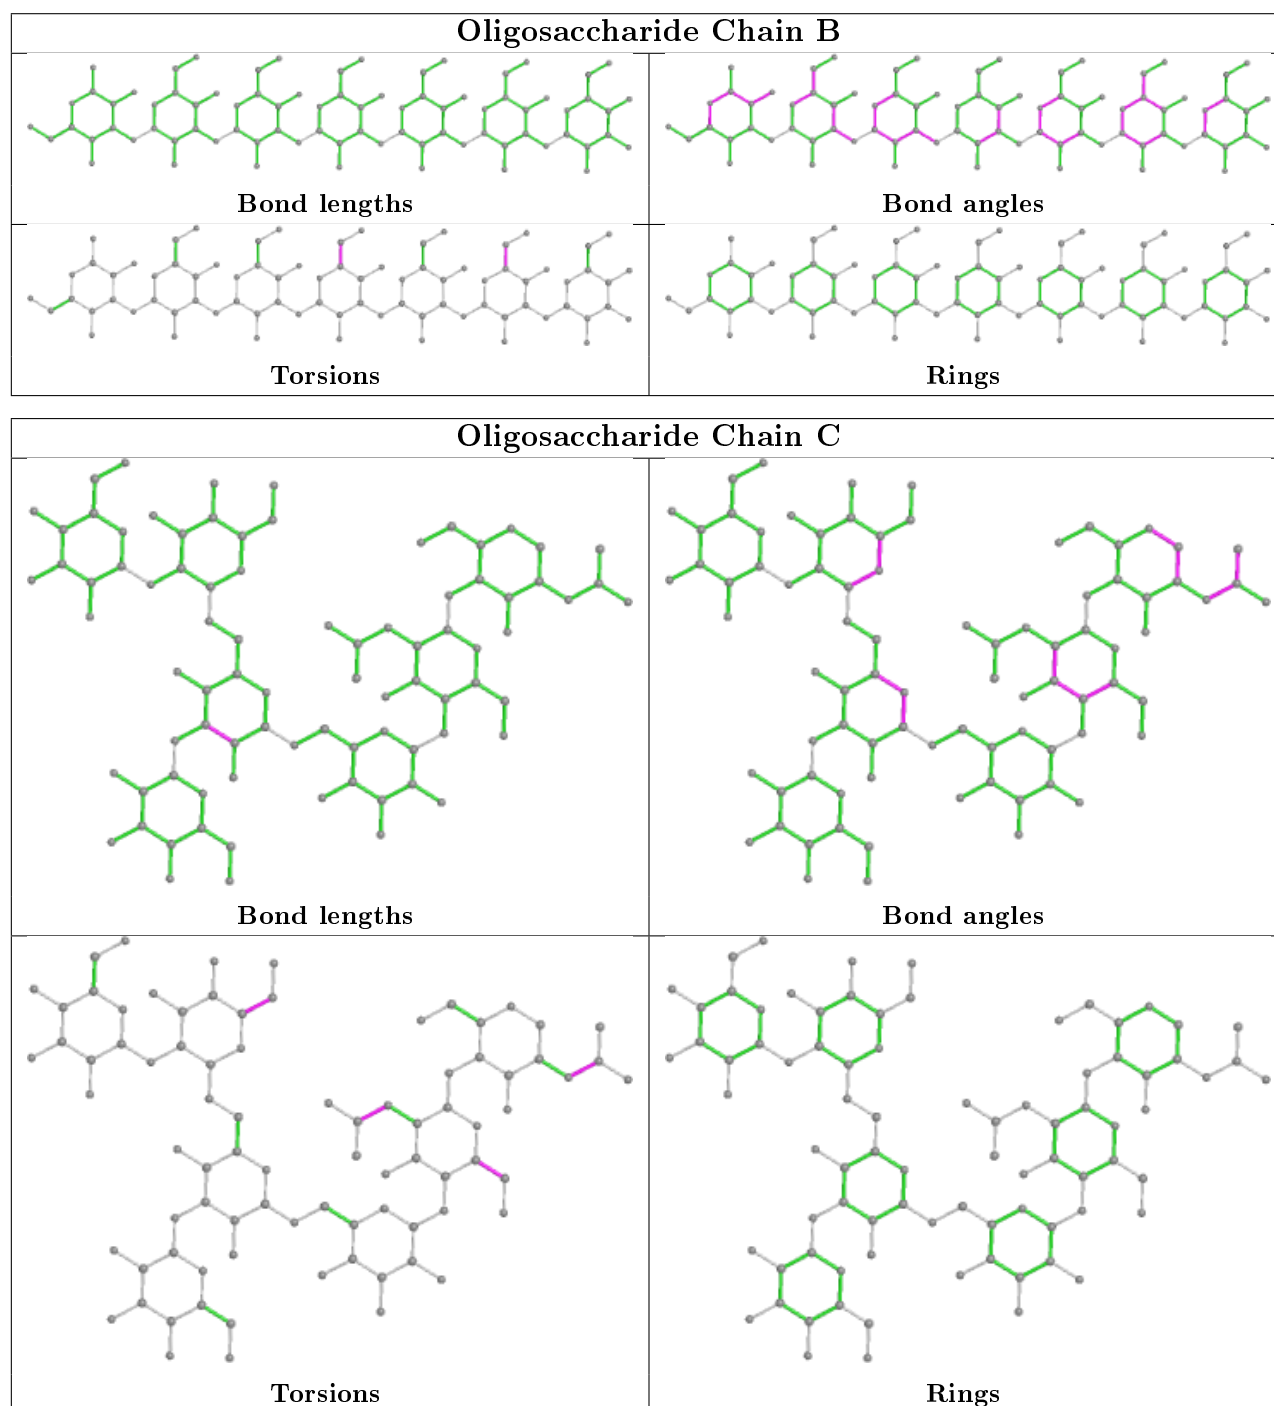 Oligosaccharide Chain B
Bond lengths
Bond angles
Torsions
Rings
Oligosaccharide Chain C
Bond lengths
Bond angles
Torsions
Rings